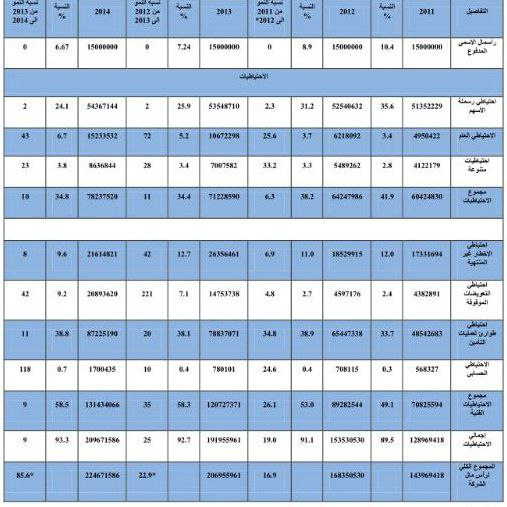 التفاصيل 2011 النسبة % 2012 النسبة % نسبة النمو من 2011 الى 2012* 2013 النسبة % نسبة النمو من 2012 الى 2013 2014 النسبة % نسبة النمو من 2013 الى 2014
رأسمال الاسمي المدفوع 15000000 10.4 15000000 8.9 0 15000000 7.24 0 15000000 6.67 0
الاحتياطيات
احتياطي رسملة الأسهم 51352229 35.6 52540632 31.2 2.3 53548710 25.9 2 54367144 24.1 2
الاحتياطي العام 4950422 3.4 6218092 3.7 25.6 10672298 5.2 72 15233532 6.7 43
احتياطيات متنوعة 4122179 2.8 5489262 3.3 33.2 7007582 3.4 28 8636844 3.8 23
مجموع الاحتياطيات 60424830 41.9 64247986 38.2 6.3 71228590 34.4 11 78237520 34.8 10
احتياطي الاخطار غير المنتهية 17331694 12.0 18529915 11.0 6.9 26356461 12.7 42 21614821 9.6 8
احتياطي التعويضات الموقوفة 4382891 2.4 4597176 2.7 4.8 14753738 7.1 221 20893620 9.2 42
احتياطي طوارئ لعمليات التأمين 48542683 33.7 65447338 38.9 34.8 78837071 38.1 20 87225190 38.8 11
الاحتياطي الحسابي 568327 0.3 708115 0.4 24.6 780101 0.4 10 1700435 0.7 118
مجموع الاحتياطيات الفنية 70825594 49.1 89282544 53.0 26.1 120727371 58.3 35 131434066 58.5 9
إجمالي الاحتياطيات 128969418 89.5 153530530 91.1 19.0 191955961 92.7 25 209671586 93.3 9
المجموع الكلي لرأس مال الشركة 143969418 168350530 16.9 206955961 22.9* 224671586 85.6*